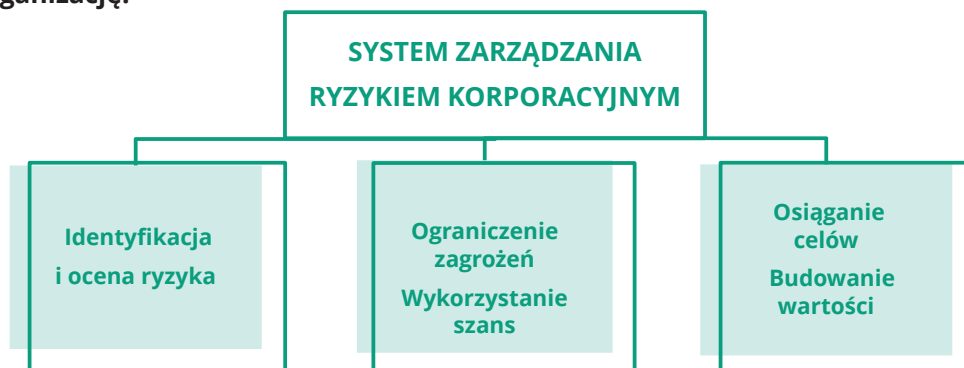 SYSTEM ZARZĄDZANIA
RYZYKIEM KORPORACYJNYM
Identyfikacja
i ocena ryzyka
Ograniczenie
zagrożeń
Wykorzystanie
szans
Osiąganie
celów
Budowanie
wartości